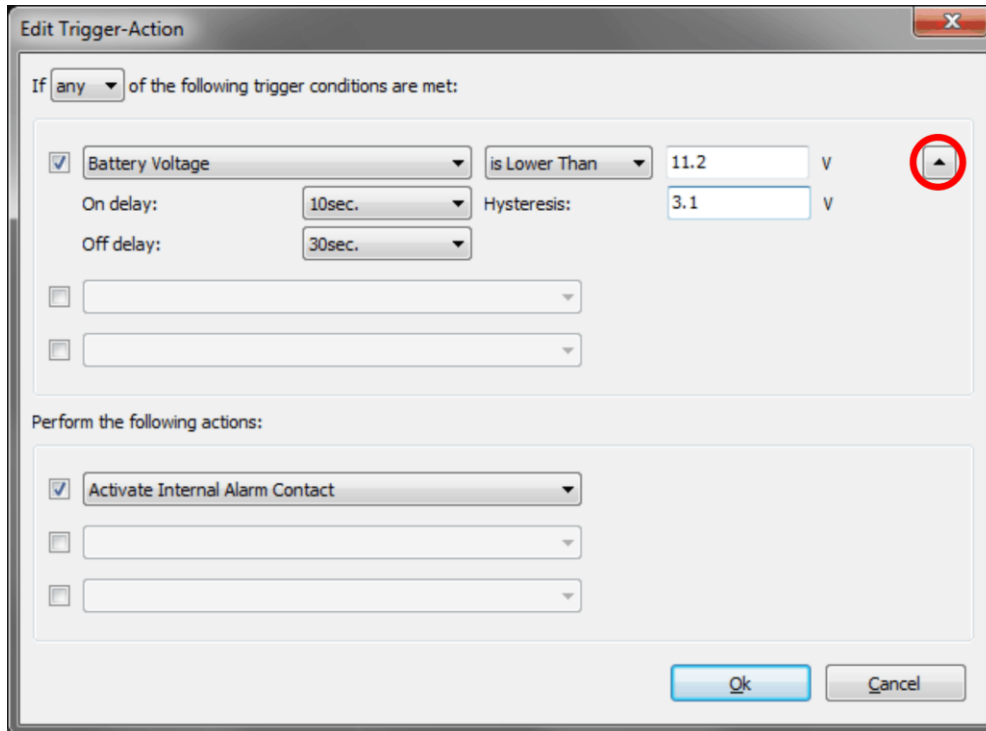 Edit Trigger-Action
If any of the following trigger conditions are met:
Battery Voltage is Lower Than 11.2 V
On delay: 10sec. Hysteresis: 3.1 V
Off delay: 30sec.
Perform the following actions:
Activate Internal Alarm Contact
Ok Cancel